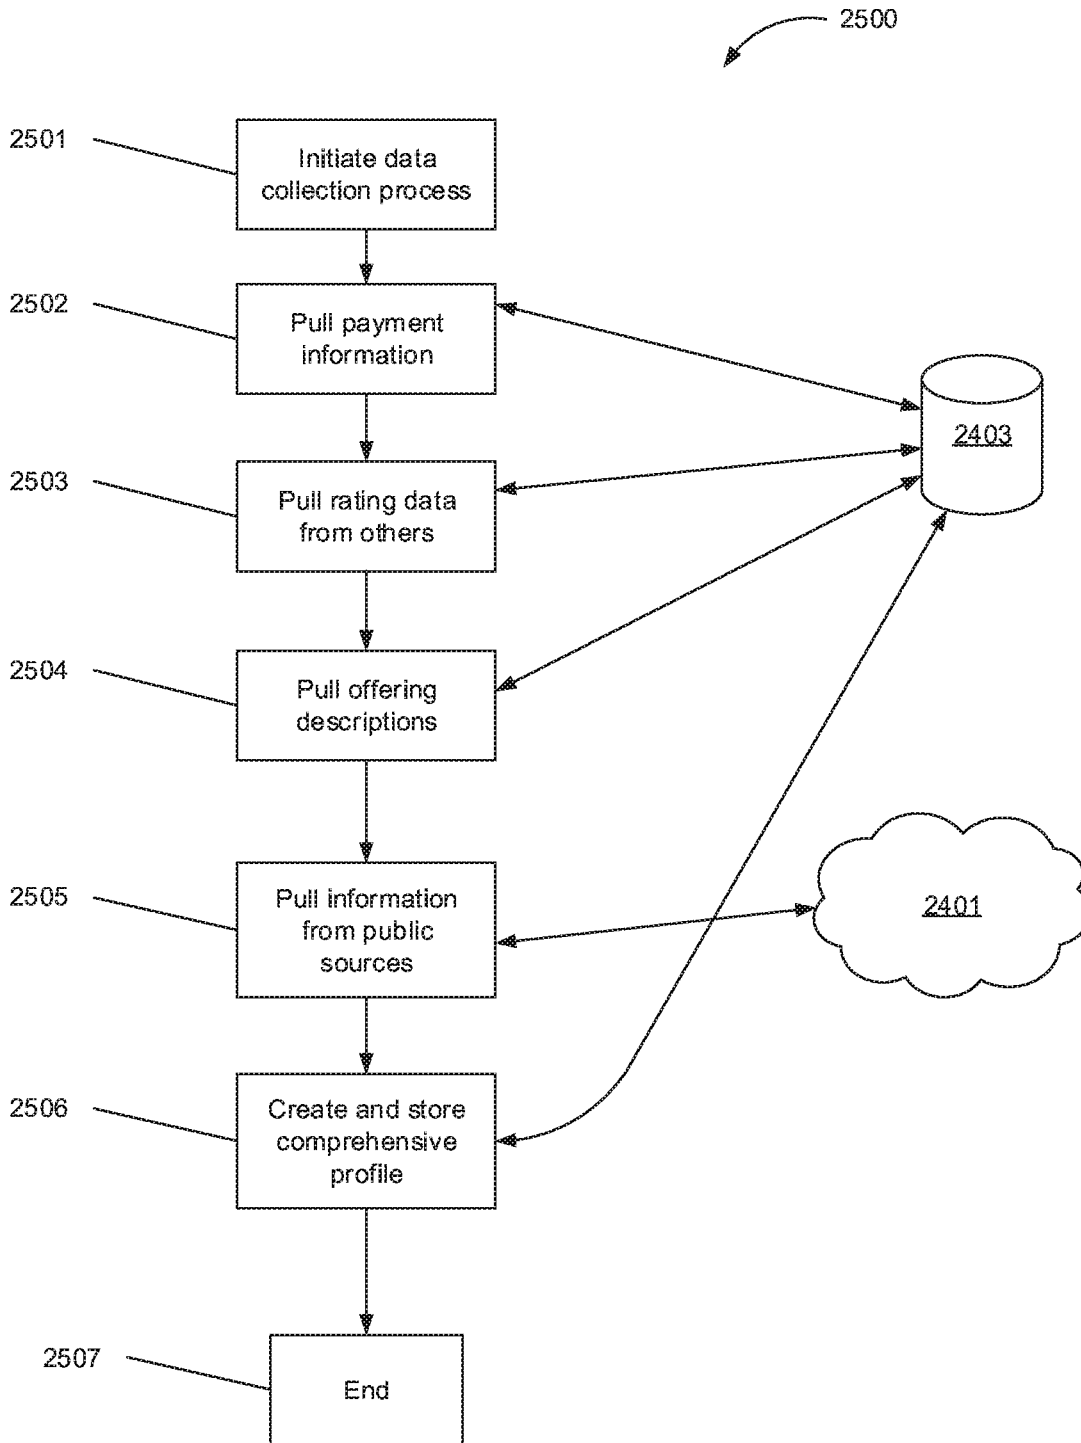 2500
2501
Initiate data
collection process
2502
Pull payment
information
2403
2503
Pull rating data
from others
2504
Pull offering
descriptions
2505
Pull information
from public
sources
2401
2506
Create and store
comprehensive
profile
2507
End